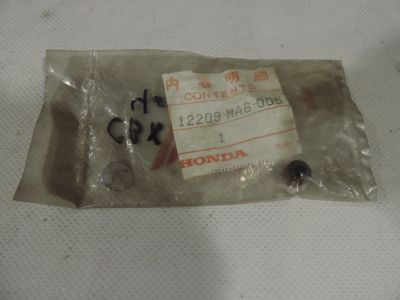 内容明細
CONTENTS
12209-MA6-005
1
HONDA
CBX